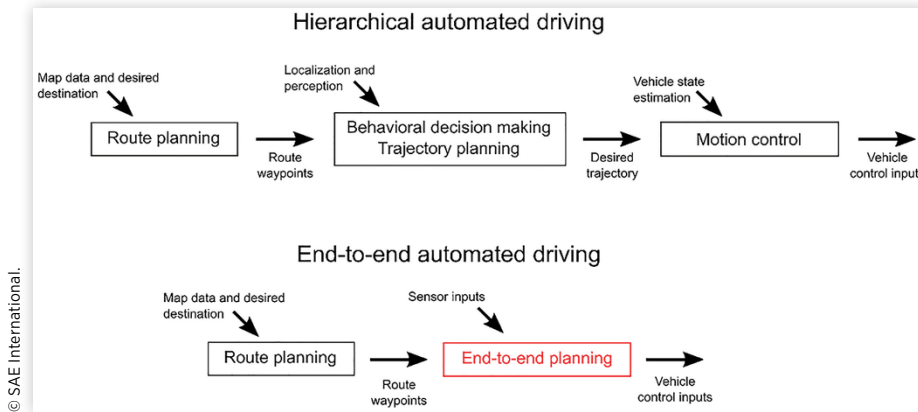 Hierarchical automated driving
Map data and desired
destination
Route planning
Route
waypoints
Localization and
perception
Behavioral decision making
Trajectory planning
Desired
trajectory
Vehicle state
estimation
Motion control
Vehicle
control inputs
End-to-end automated driving
Map data and desired
destination
Route planning
Route
waypoints
Sensor inputs
End-to-end planning
Vehicle
control inputs
© SAE International.